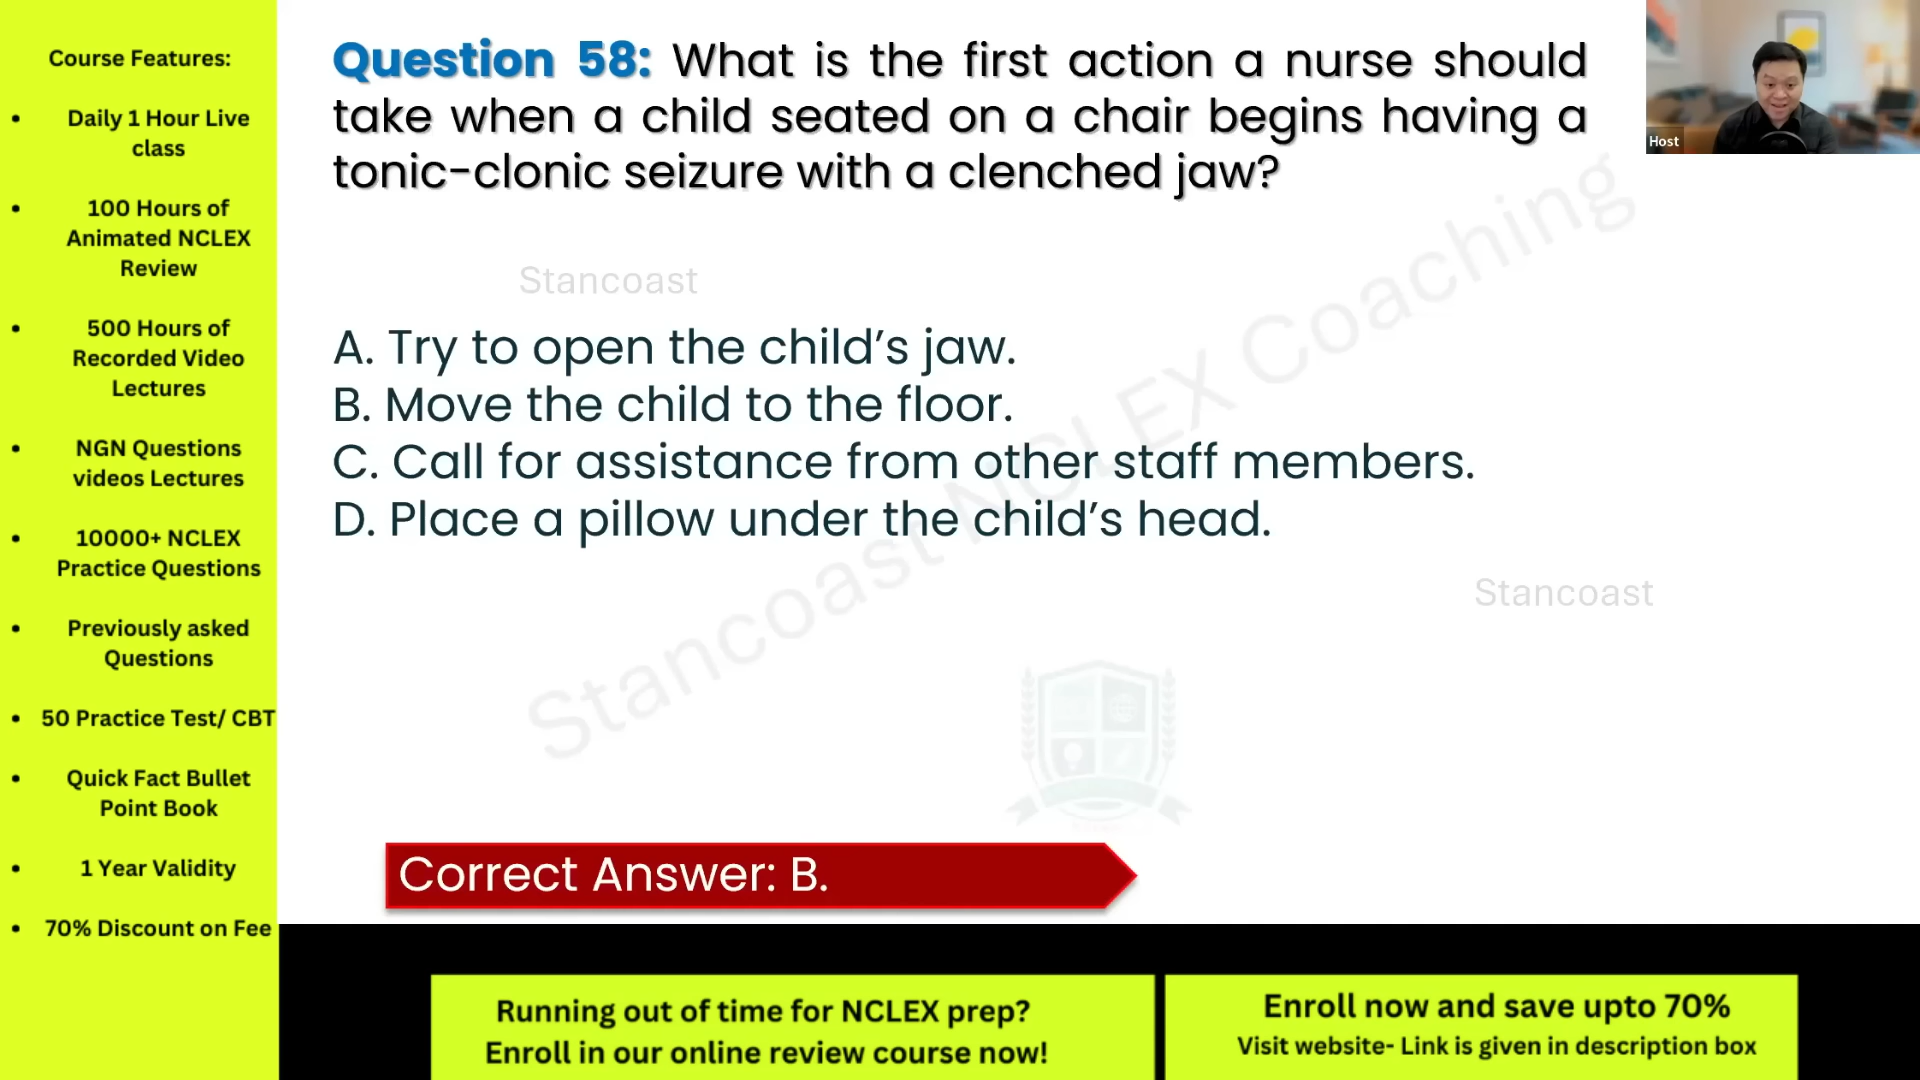 Course Features:
• Daily 1 Hour Live
class
• 100 Hours of
Animated NCLEX
Review
• 500 Hours of
Recorded Video
Lectures
• NGN Questions
videos Lectures
• 10000+ NCLEX
Practice Questions
• Previously asked
Questions
• 50 Practice Test/ CBT
• Quick Fact Bullet
Point Book
• 1 Year Validity
• 70% Discount on Fee
Question 58: What is the first action a nurse should
take when a child seated on a chair begins having a
tonic-clonic seizure with a clenched jaw?
Host
Stancoast
A. Try to open the child’s jaw.
B. Move the child to the floor.
C. Call for assistance from other staff members.
D. Place a pillow under the child’s head.
Stancoast
Stancoast NCLEX Coaching
Correct Answer: B.
Running out of time for NCLEX prep?
Enroll in our online review course now!
Enroll now and save upto 70%
Visit website- Link is given in description box